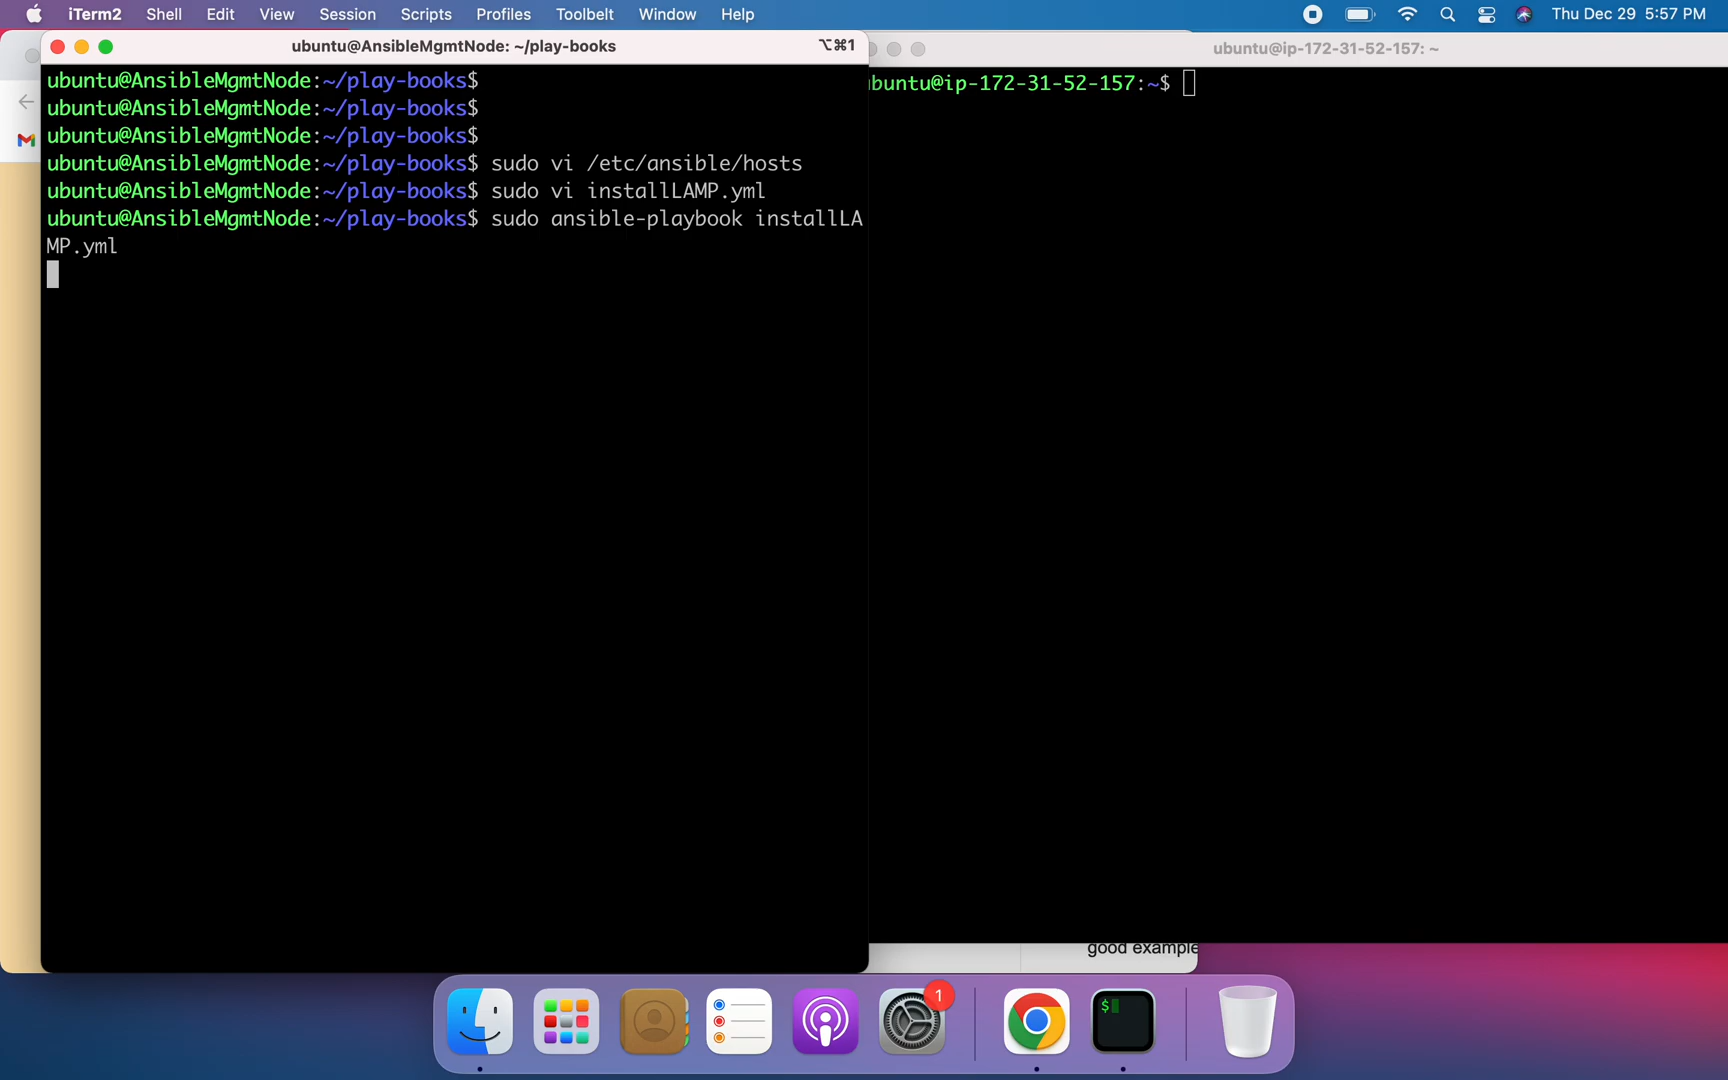 iTerm2 Shell Edit View Session Scripts Profiles Toolbelt Window Help Thu Dec 29 5:57 PM
ubuntu@AnsibleMgmtNode: ~/play-books ⌥⌘1
ubuntu@ip-172-31-52-157: ~
ubuntu@AnsibleMgmtNode:~/play-books$
ubuntu@AnsibleMgmtNode:~/play-books$
ubuntu@AnsibleMgmtNode:~/play-books$
ubuntu@AnsibleMgmtNode:~/play-books$ sudo vi /etc/ansible/hosts
ubuntu@AnsibleMgmtNode:~/play-books$ sudo vi installLAMP.yml
ubuntu@AnsibleMgmtNode:~/play-books$ sudo ansible-playbook installLA
MP.yml
ubuntu@ip-172-31-52-157:~$
good example
1
$